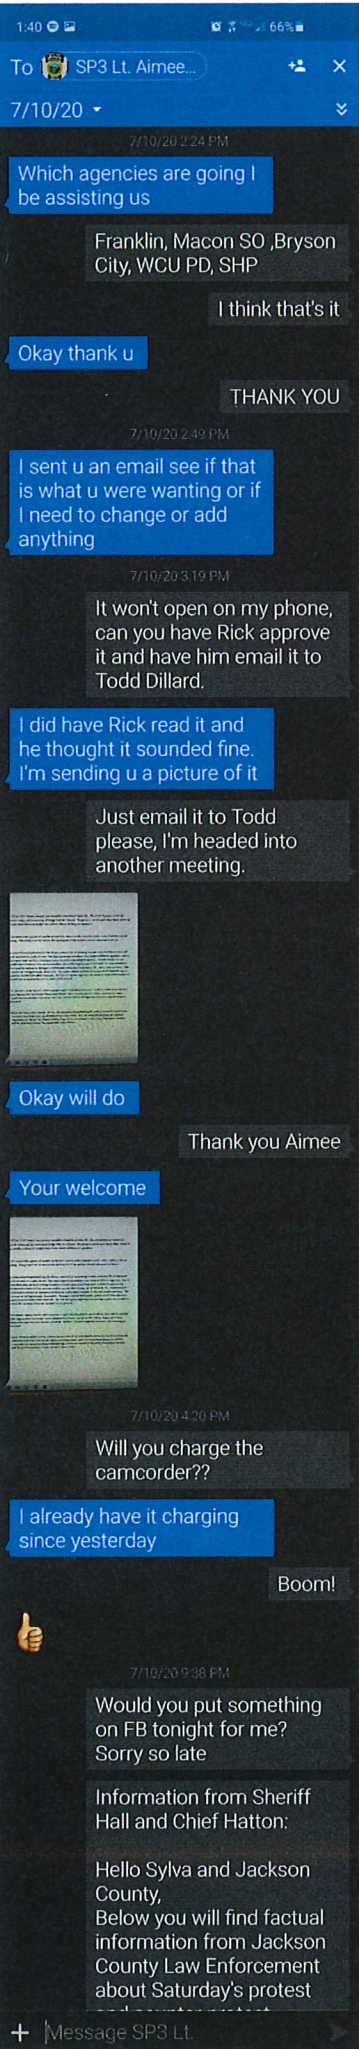 1:40 66%
To SP3 Lt. Aimee...
7/10/20
7/10/20 2:24 PM
Which agencies are going I
be assisting us
Franklin, Macon SO ,Bryson
City, WCU PD, SHP
I think that's it
Okay thank u
THANK YOU
7/10/20 2:49 PM
I sent u an email see if that
is what u were wanting or if
I need to change or add
anything
7/10/20 3:19 PM
It won't open on my phone,
can you have Rick approve
it and have him email it to
Todd Dillard.
I did have Rick read it and
he thought it sounded fine.
I'm sending u a picture of it
Just email it to Todd
please, I'm headed into
another meeting.
Okay will do
Thank you Aimee
Your welcome
7/10/20 4:20 PM
Will you charge the
camcorder??
I already have it charging
since yesterday
Boom!
7/10/20 9:38 PM
Would you put something
on FB tonight for me?
Sorry so late
Information from Sheriff
Hall and Chief Hatton:
Hello Sylva and Jackson
County,
Below you will find factual
information from Jackson
County Law Enforcement
about Saturday's protest
and counter protest
Message SP3 Lt.